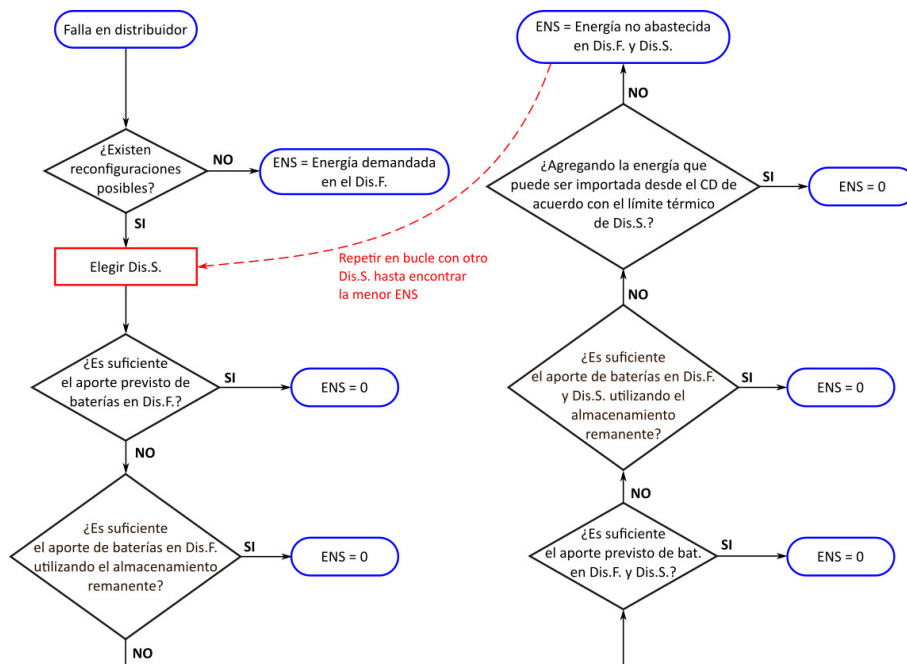 Falla en distribuidor
¿Existen
reconfiguraciones
posibles?
NO
ENS = Energía demandada
en el Dis.F.
SI
Elegir Dis.S.
¿Es suficiente
el aporte previsto de
baterías en Dis.F.?
SI
ENS = 0
NO
¿Es suficiente
el aporte de baterías en Dis.F.
utilizando el almacenamiento
remanente?
SI
ENS = 0
NO
ENS = Energía no abastecida
en Dis.F. y Dis.S.
Repetir en bucle con otro
Dis.S. hasta encontrar
la menor ENS
NO
¿Agregando la energía que
puede ser importada desde el CD de
acuerdo con el límite térmico
de Dis.S.?
SI
ENS = 0
NO
¿Es suficiente
el aporte de baterías en Dis.F.
y Dis.S. utilizando el
almacenamiento
remanente?
SI
ENS = 0
NO
¿Es suficiente
el aporte previsto de bat.
en Dis.F. y Dis.S.?
SI
ENS = 0